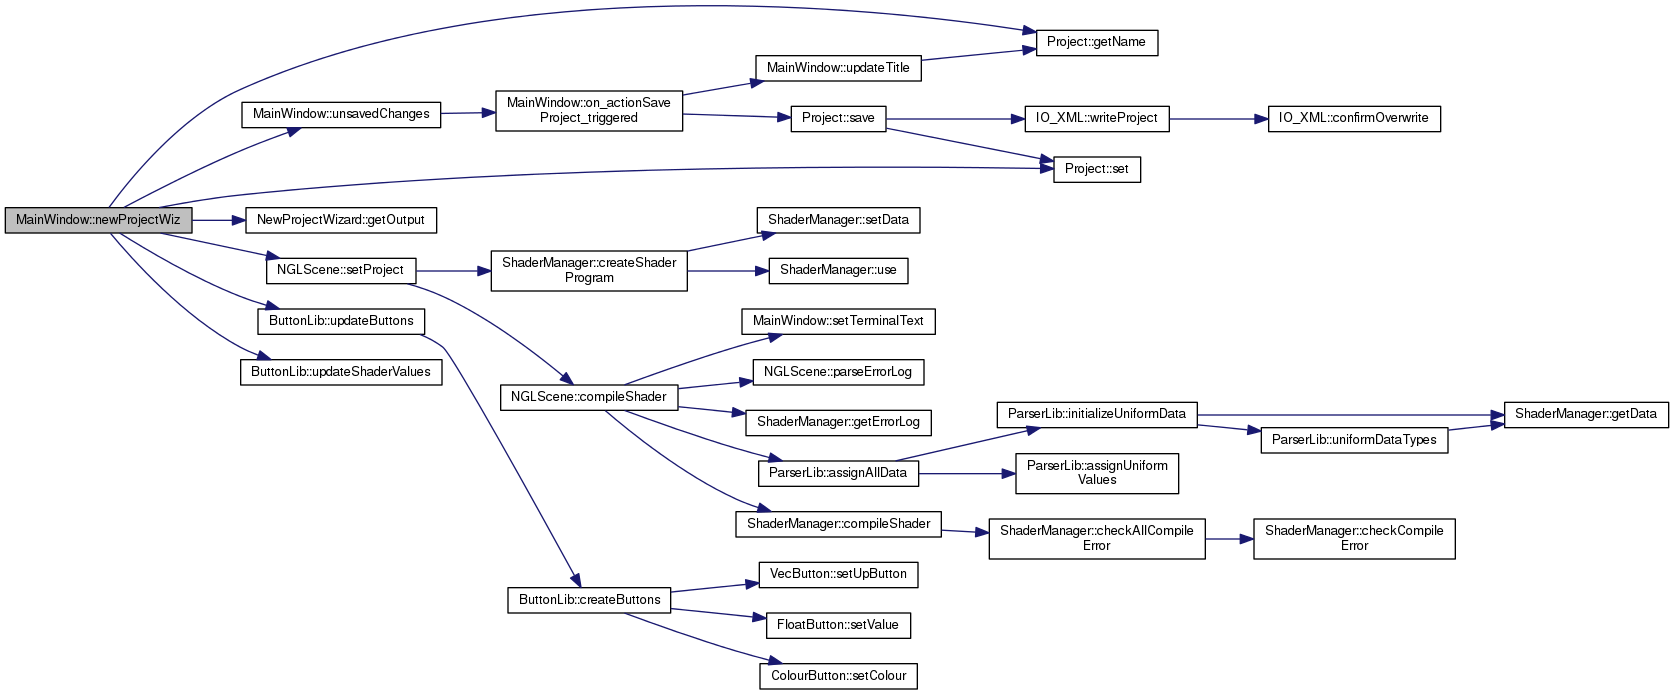 Project::getName
MainWindow::updateTitle
MainWindow::on_actionSave
Project_triggered
MainWindow::unsavedChanges
Project::save
IO_XML::writeProject
IO_XML::confirmOverwrite
Project::set
MainWindow::newProjectWiz
NewProjectWizard::getOutput
ShaderManager::setData
NGLScene::setProject
ShaderManager::createShader
Program
ShaderManager::use
ButtonLib::updateButtons
MainWindow::setTerminalText
ButtonLib::updateShaderValues
NGLScene::parseErrorLog
NGLScene::compileShader
ShaderManager::getErrorLog
ParserLib::initializeUniformData
ShaderManager::getData
ParserLib::uniformDataTypes
ParserLib::assignAllData
ParserLib::assignUniform
Values
ShaderManager::compileShader
ShaderManager::checkAllCompile
Error
ShaderManager::checkCompile
Error
VecButton::setUpButton
ButtonLib::createButtons
FloatButton::setValue
ColourButton::setColour